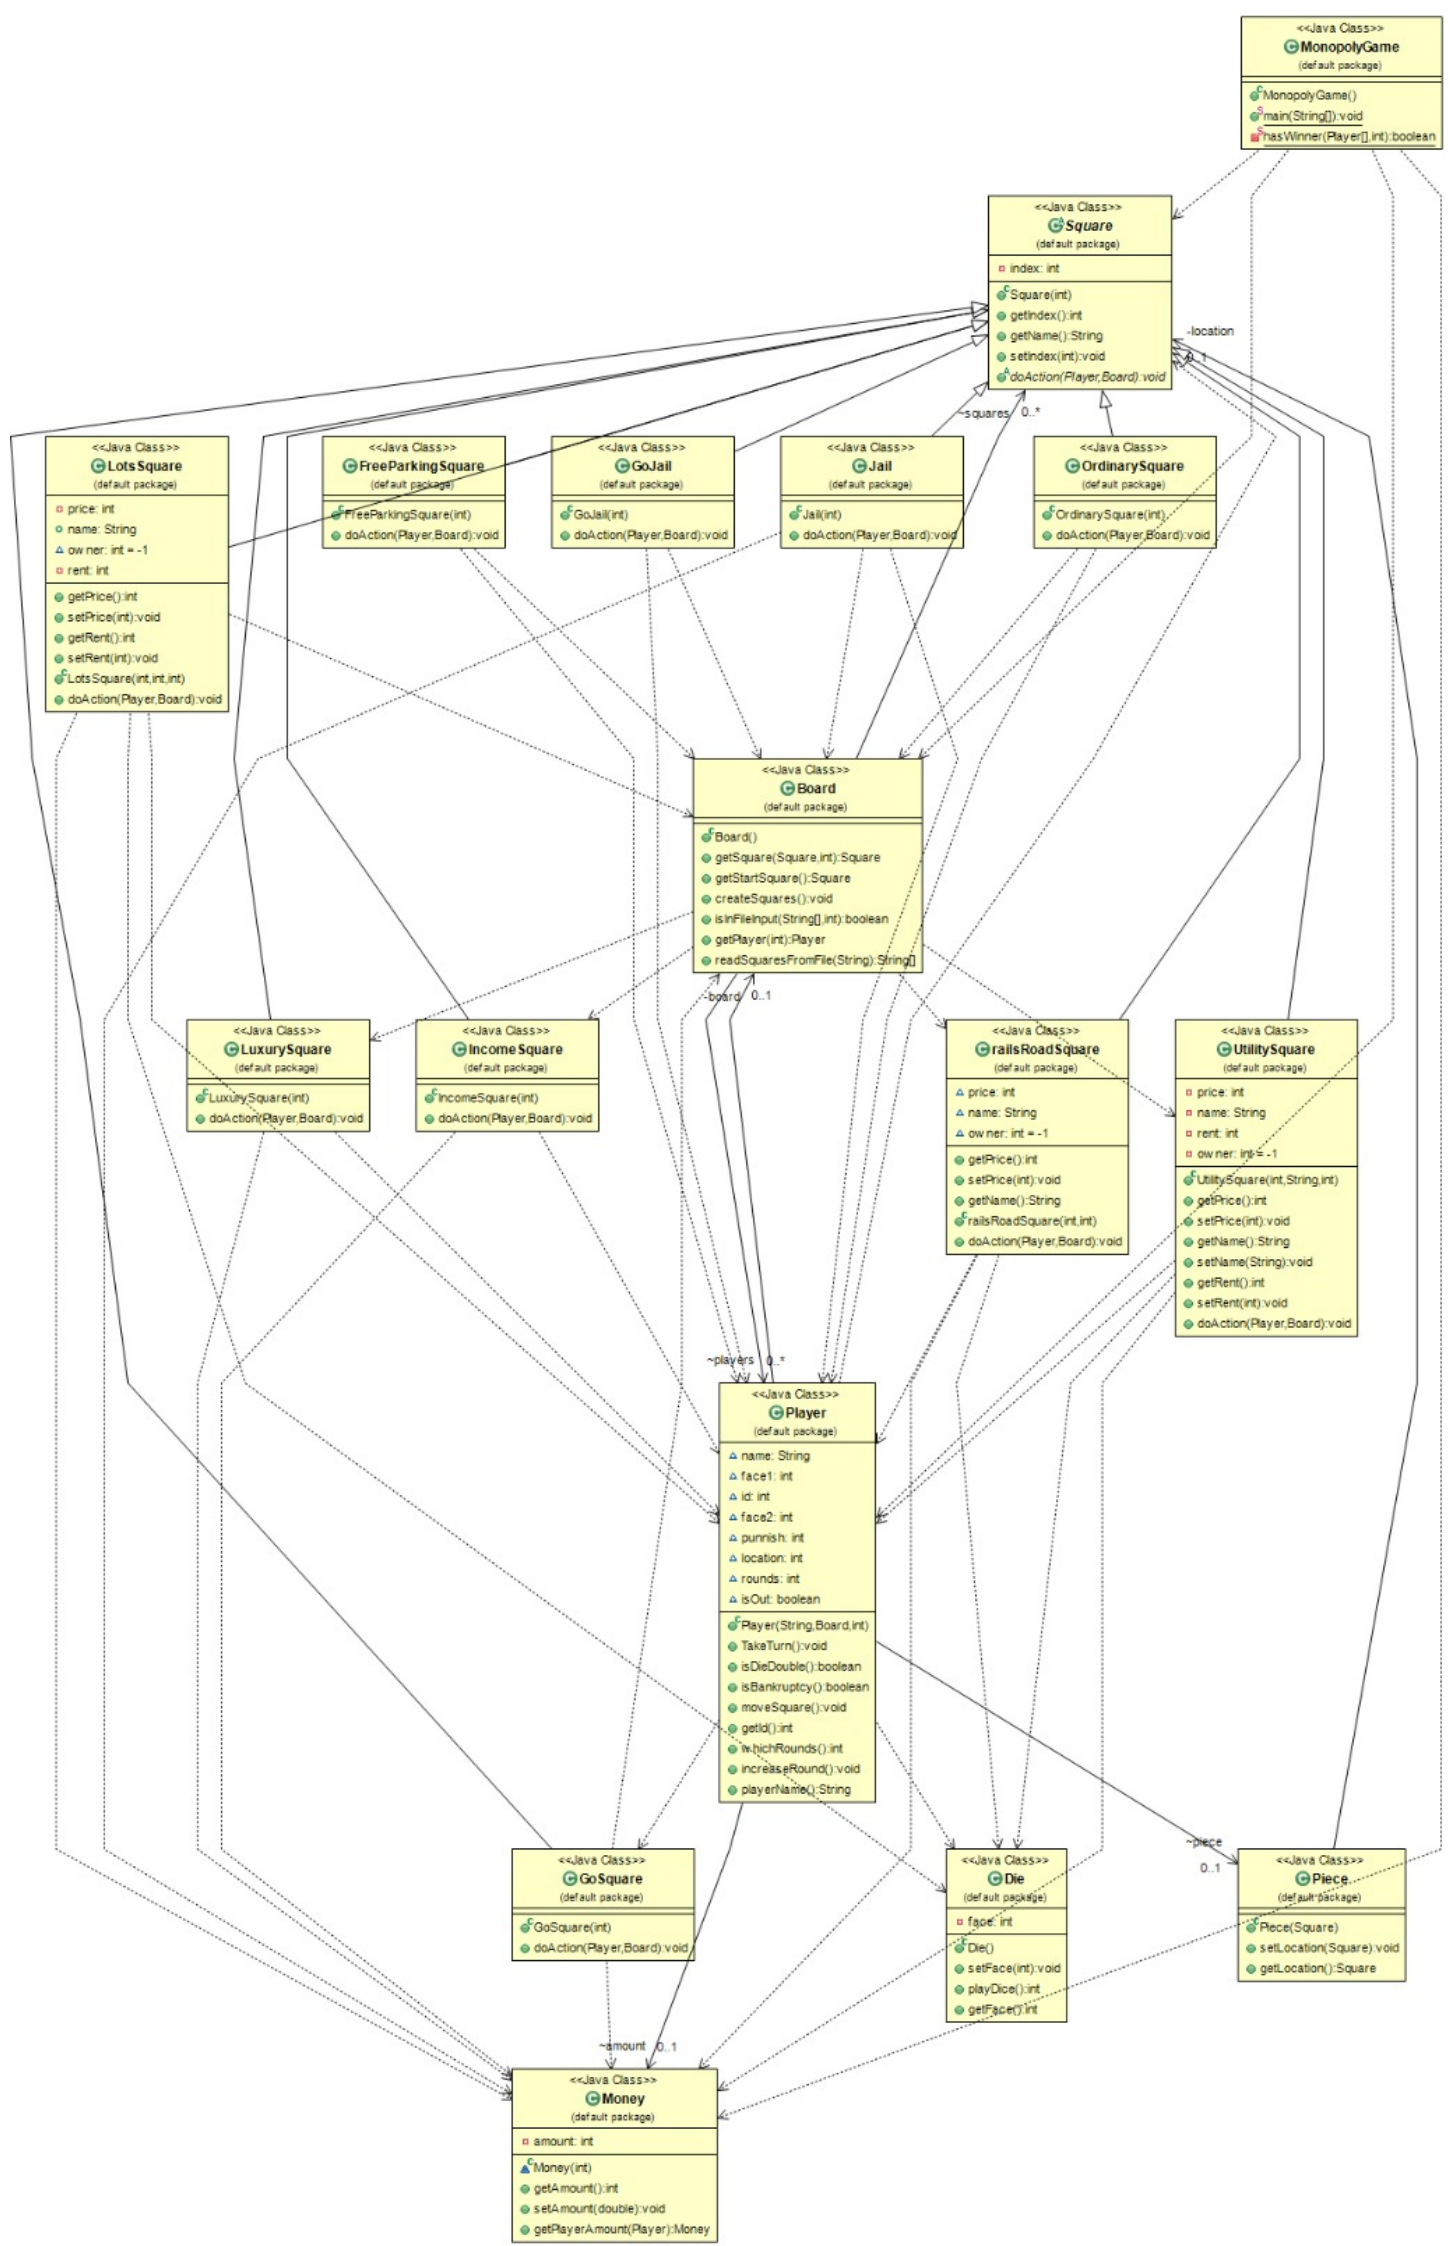 <<Java Class>>
MonopolyGame
(default package)
MonopolyGame()
main(String[]):void
hasWinner(Player[],int):boolean
<<Java Class>>
Square
(default package)
index: int
Square(int)
getIndex():int
getName():String
setIndex(int):void
doAction(Player,Board):void
-location
0..1
~squares
0..*
<<Java Class>>
LotsSquare
(default package)
price: int
name: String
owner: int = -1
rent: int
getPrice():int
setPrice(int):void
getRent():int
setRent(int):void
LotsSquare(int,int,int)
doAction(Player,Board):void
<<Java Class>>
FreeParkingSquare
(default package)
FreeParkingSquare(int)
doAction(Player,Board):void
<<Java Class>>
GoJail
(default package)
GoJail(int)
doAction(Player,Board):void
<<Java Class>>
Jail
(default package)
Jail(int)
doAction(Player,Board):void
<<Java Class>>
OrdinarySquare
(default package)
OrdinarySquare(int)
doAction(Player,Board):void
<<Java Class>>
Board
(default package)
Board()
getSquare(Square,int):Square
getStartSquare():Square
createSquares():void
isInFileInput(String[],int):boolean
getPlayer(int):Player
readSquaresFromFile(String):String[]
-board
0..1
<<Java Class>>
LuxurySquare
(default package)
LuxurySquare(int)
doAction(Player,Board):void
<<Java Class>>
IncomeSquare
(default package)
IncomeSquare(int)
doAction(Player,Board):void
<<Java Class>>
railsRoadSquare
(default package)
price: int
name: String
owner: int = -1
getPrice():int
setPrice(int):void
getName():String
railsRoadSquare(int,int)
doAction(Player,Board):void
<<Java Class>>
UtilitySquare
(default package)
price: int
name: String
rent: int
owner: int = -1
UtilitySquare(int,String,int)
getPrice():int
setPrice(int):void
getName():String
setName(String):void
getRent():int
setRent(int):void
doAction(Player,Board):void
~players
0..*
<<Java Class>>
Player
(default package)
name: String
face1: int
id: int
face2: int
punnish: int
location: int
rounds: int
isOut: boolean
Player(String,Board,int)
TakeTurn():void
isDieDouble():boolean
isBankruptcy():boolean
moveSquare():void
getId():int
whichRounds():int
increaseRound():void
playerName():String
~piece
0..1
<<Java Class>>
GoSquare
(default package)
GoSquare(int)
doAction(Player,Board):void
<<Java Class>>
Die
(default package)
face: int
Die()
setFace(int):void
playDice():int
getFace():int
<<Java Class>>
Piece
(default package)
Piece(Square)
setLocation(Square):void
getLocation():Square
~amount
0..1
<<Java Class>>
Money
(default package)
amount: int
Money(int)
getAmount():int
setAmount(double):void
getPlayerAmount(Player):Money